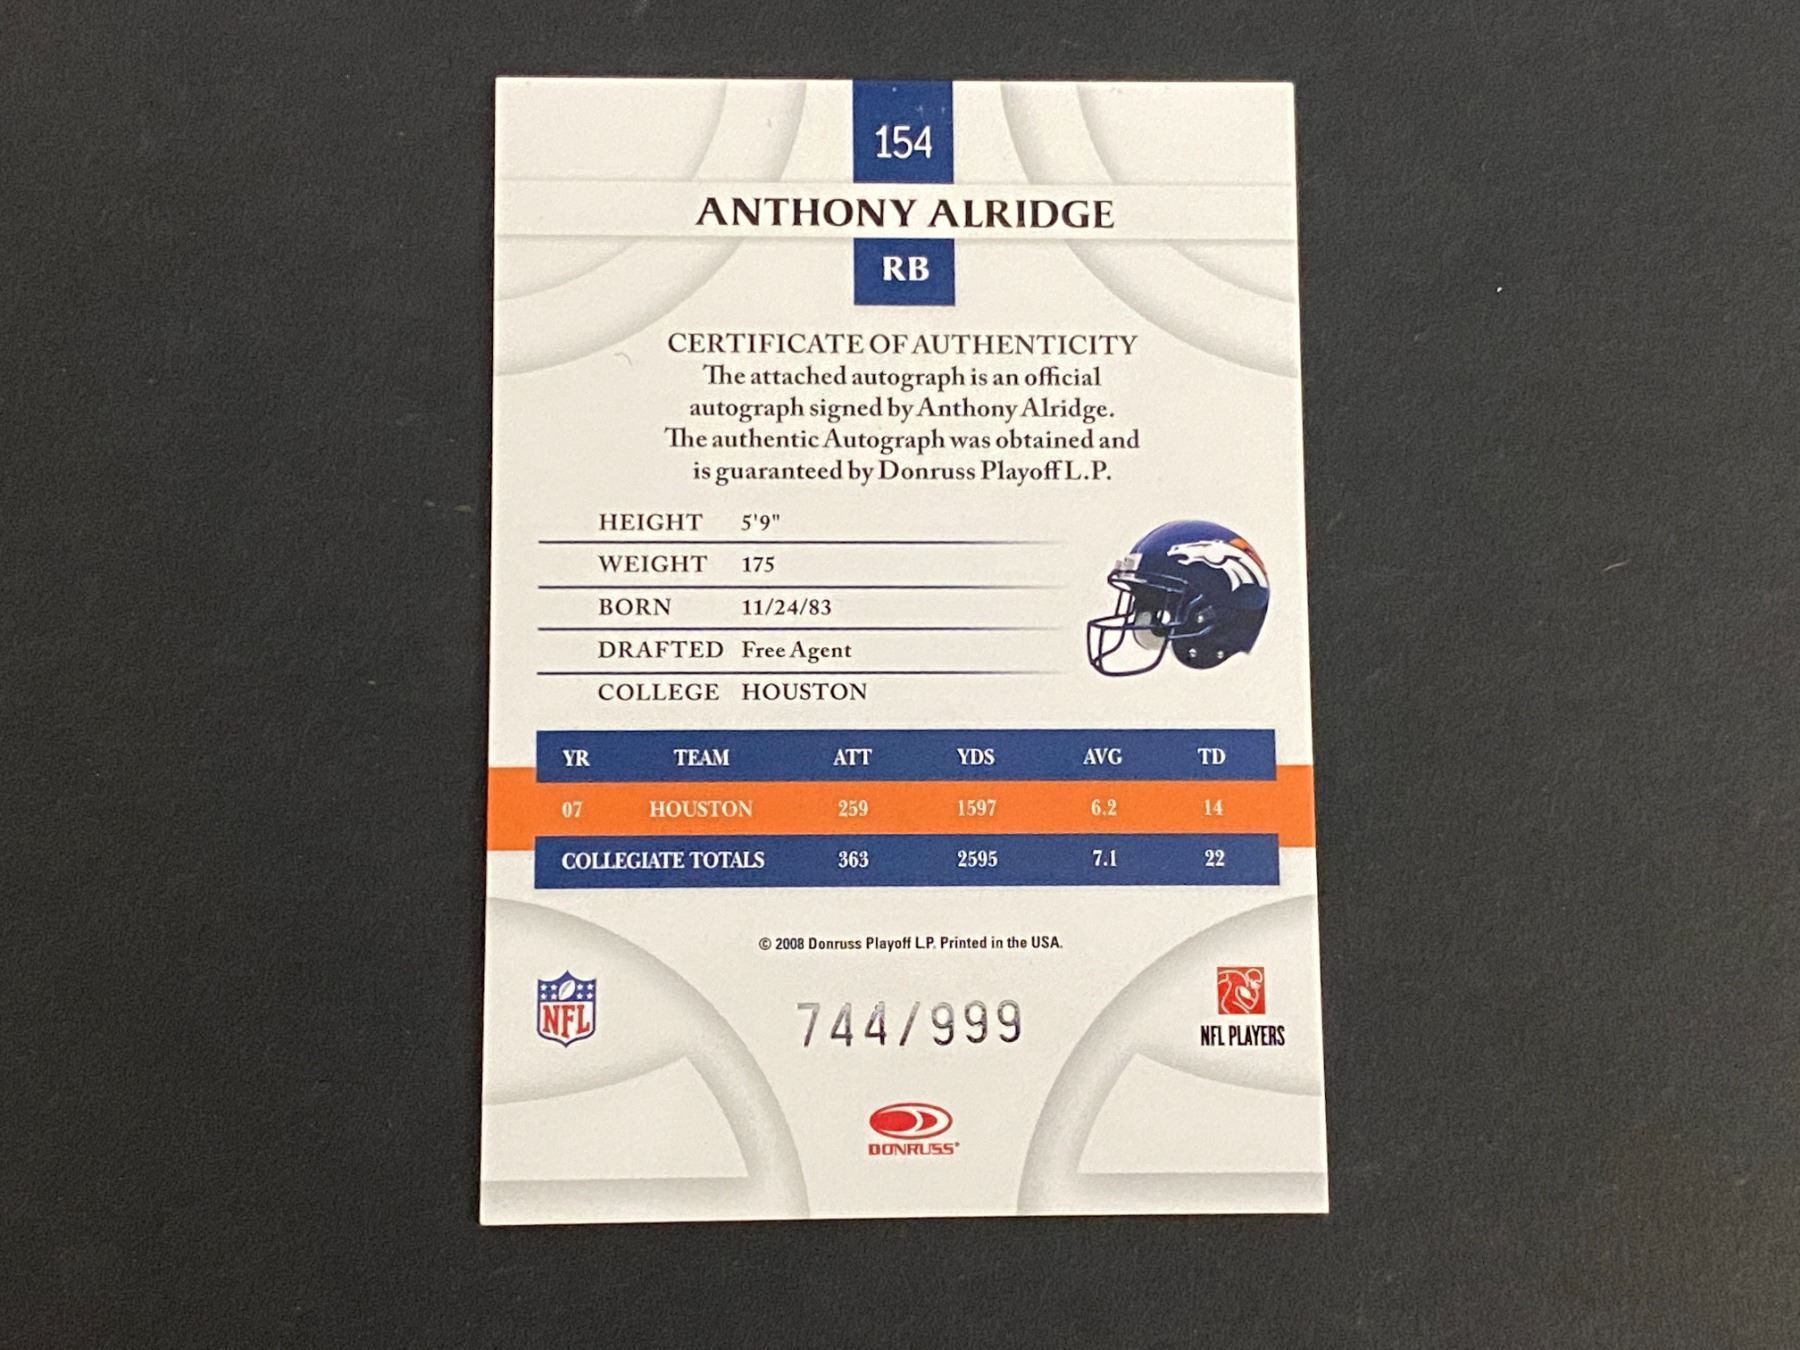 154
ANTHONY ALRIDGE
RB
CERTIFICATE OF AUTHENTICITY
The attached autograph is an official
autograph signed by Anthony Alridge.
The authentic Autograph was obtained and
is guaranteed by Donruss Playoff L.P.
HEIGHT 5'9"
WEIGHT 175
BORN 11/24/83
DRAFTED Free Agent
COLLEGE HOUSTON
YR TEAM ATT YDS AVG TD
07 HOUSTON 259 1597 6.2 14
COLLEGIATE TOTALS 363 2595 7.1 22
© 2008 Donruss Playoff L.P. Printed in the USA.
NFL
744/999
NFL PLAYERS
DONRUSS